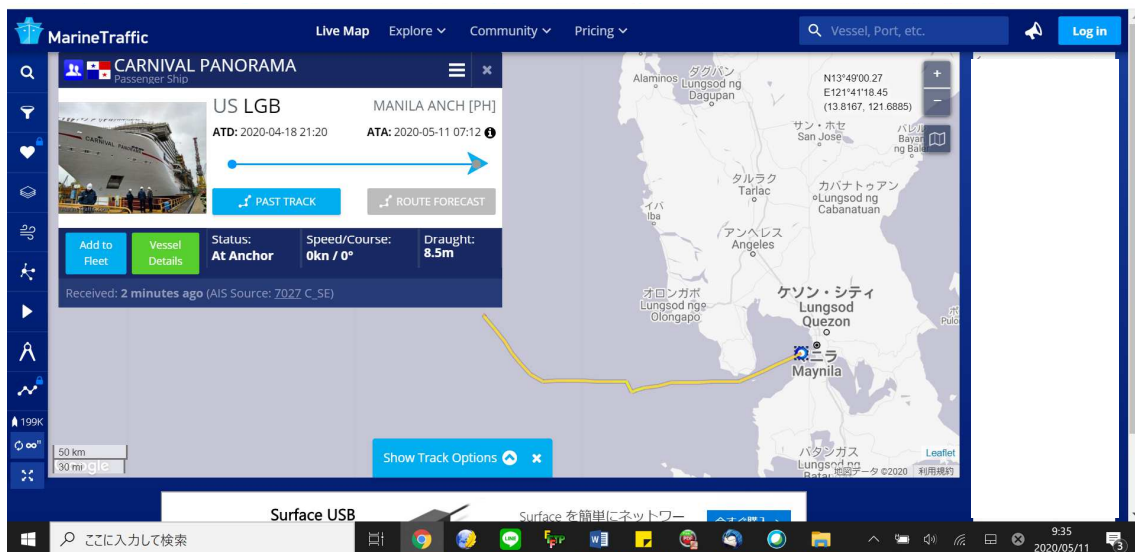 MarineTraffic
Live Map
Explore
Community
Pricing
Vessel, Port, etc.
Log in
CARNIVAL PANORAMA
Passenger Ship
US LGB
MANILA ANCH [PH]
ATD: 2020-04-18 21:20
ATA: 2020-05-11 07:12
PAST TRACK
ROUTE FORECAST
Add to
Fleet
Vessel
Details
Status:
At Anchor
Speed/Course:
0kn / 0°
Draught:
8.5m
Received: 2 minutes ago (AIS Source: 7027 C_SE)
N13°49'00.27
E121°41'18.45
(13.8167, 121.6885)
Alaminos
ダグパン
Lungsod ng
Dagupan
サン・ホセ
San Jose
タルラク
Tarlac
カバナトゥアン
Lungsod ng
Cabanatuan
イバ
Iba
アンヘレス
Angeles
オロンガポ
Lungsod ng
Olongapo
ケソン・シティ
Lungsod
Quezon
ニラ
Maynila
バタンガス
Lungsod ng
199K
50 km
30 mi
Show Track Options
Leaflet
地図データ ©2020 利用規約
Surface USB
Surface を簡単にネットワー
ここに入力して検索
9:35
2020/05/11
3